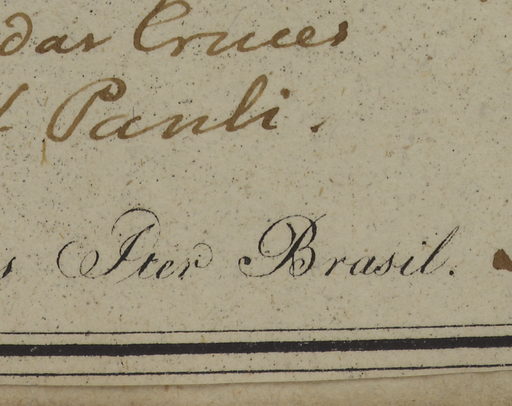 das Cruces
Pauli.
Iter Brasil.